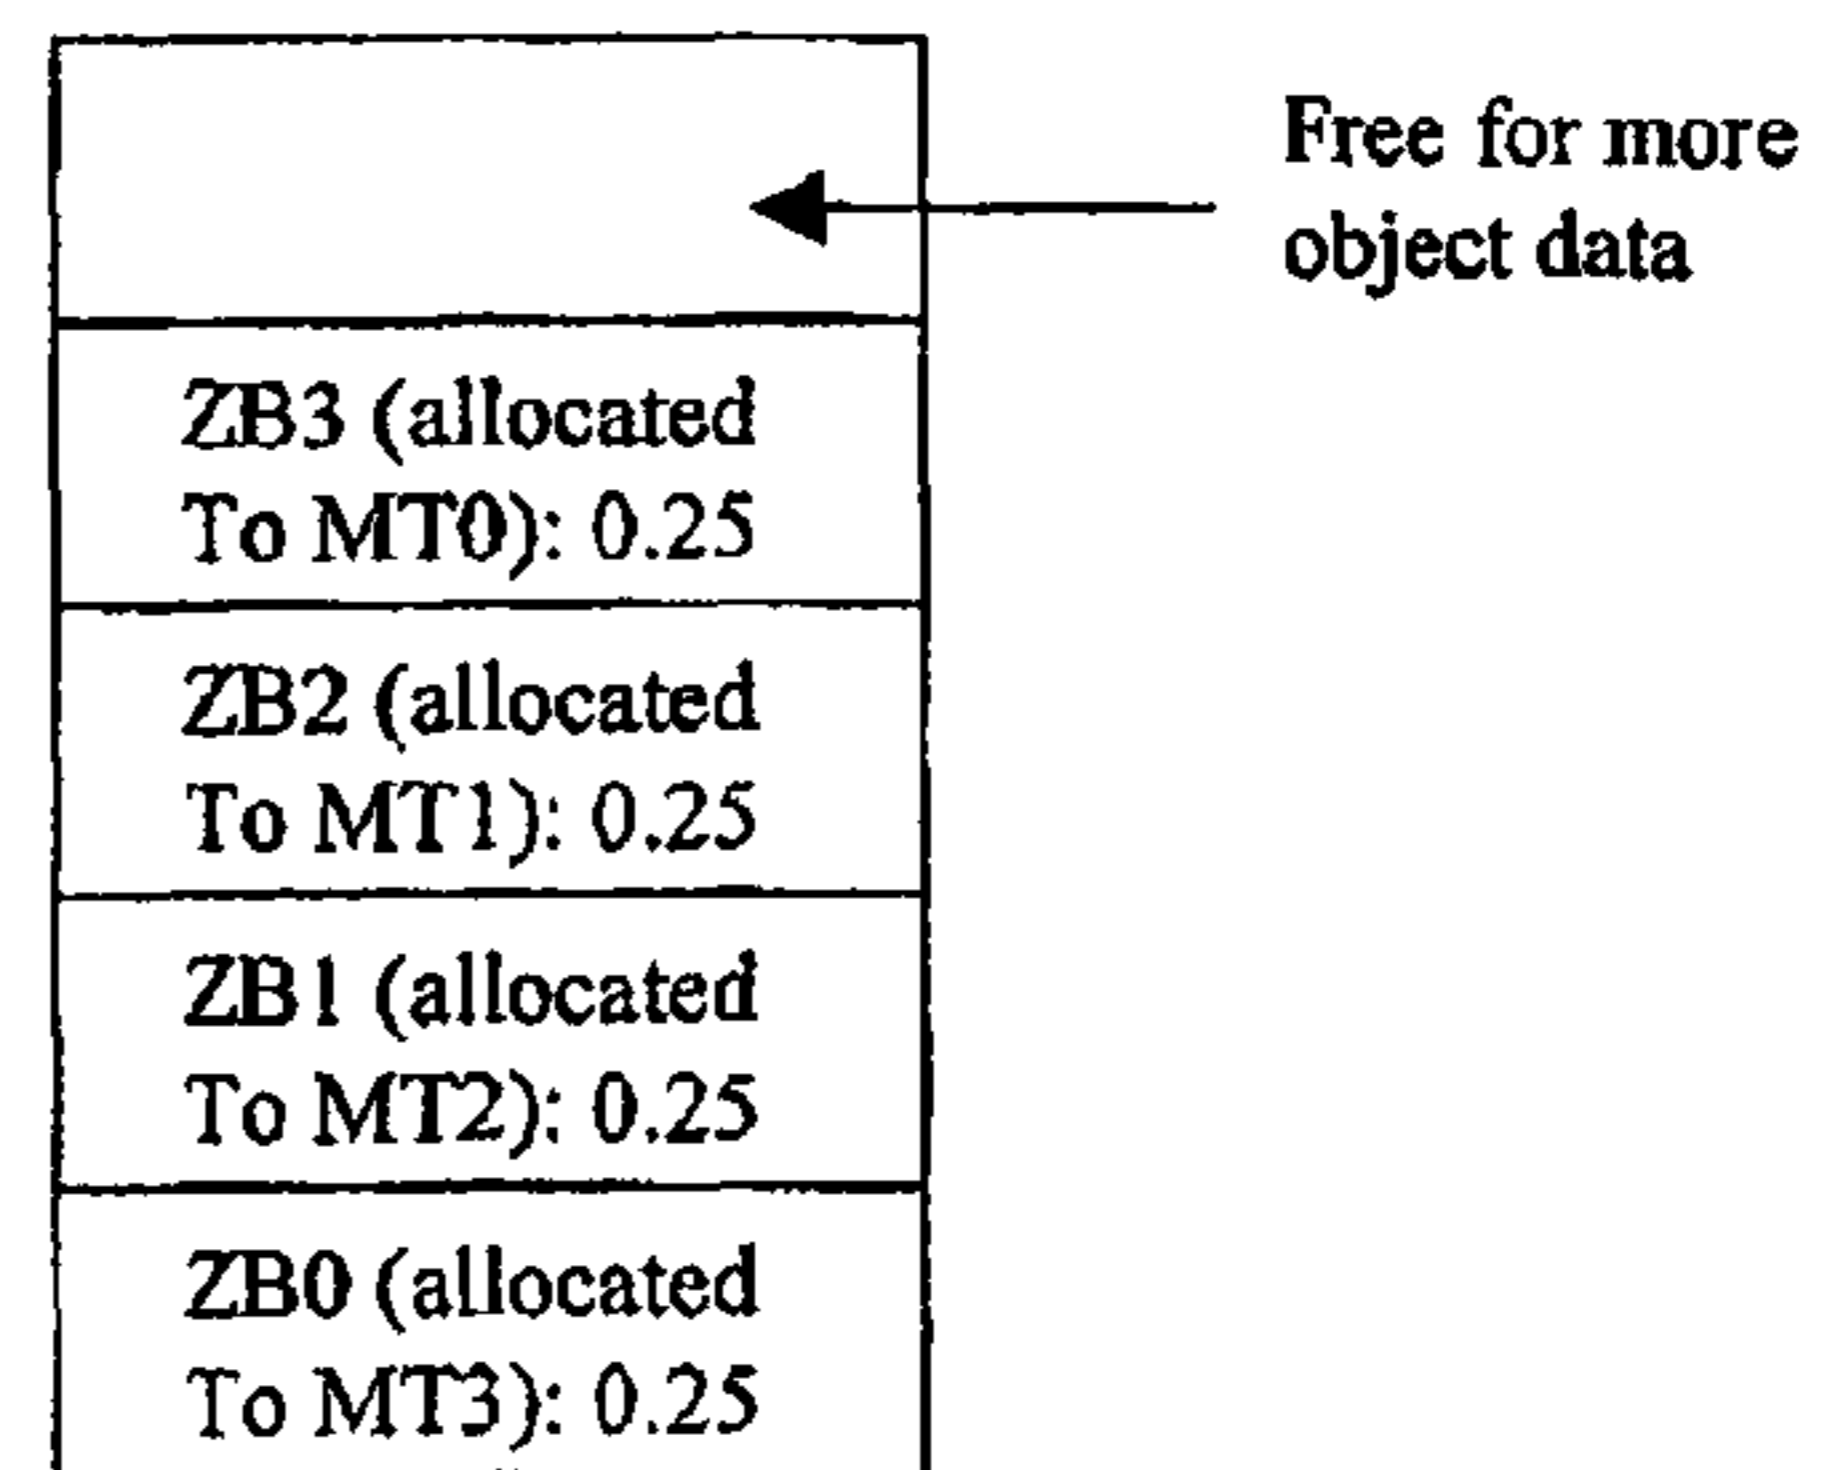 Free for more
object data
ZB3 (allocated
To MT0): 0.25
ZB2 (allocated
To MT1): 0.25
ZB1 (allocated
To MT2): 0.25
ZB0 (allocated
To MT3): 0.25